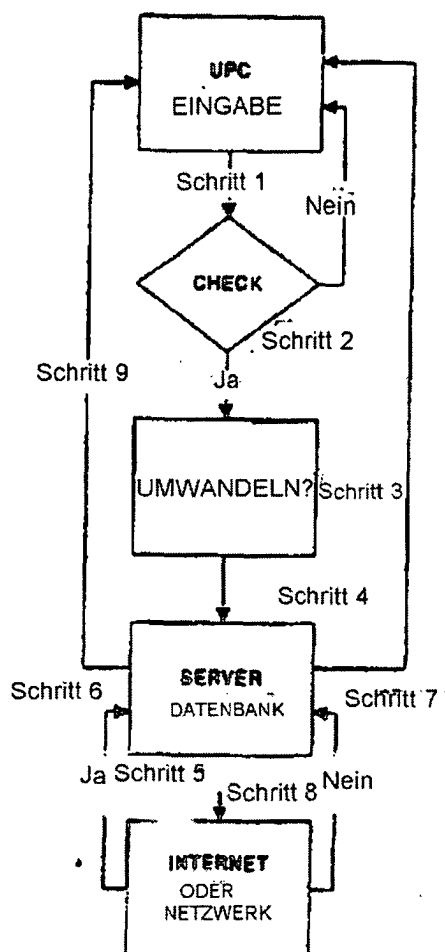 UPC
EINGABE
Schritt 1
Nein
CHECK
Schritt 2
Schritt 9
Ja
UMWANDELN?
Schritt 3
Schritt 4
SERVER
DATENBANK
Schritt 6
Schritt 7
Ja
Schritt 5
Schritt 8
Nein
INTERNET
ODER
NETZWERK